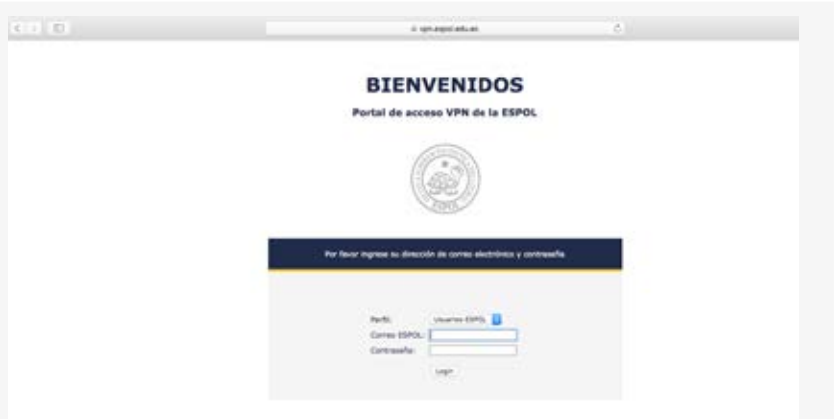 vpn.espol.edu.ec
BIENVENIDOS
Portal de acceso VPN de la ESPOL
ESPOL
Por favor ingrese su dirección de correo electrónico y contraseña
Perfil: Usuarios ESPOL
Correo ESPOL:
Contraseña:
Login